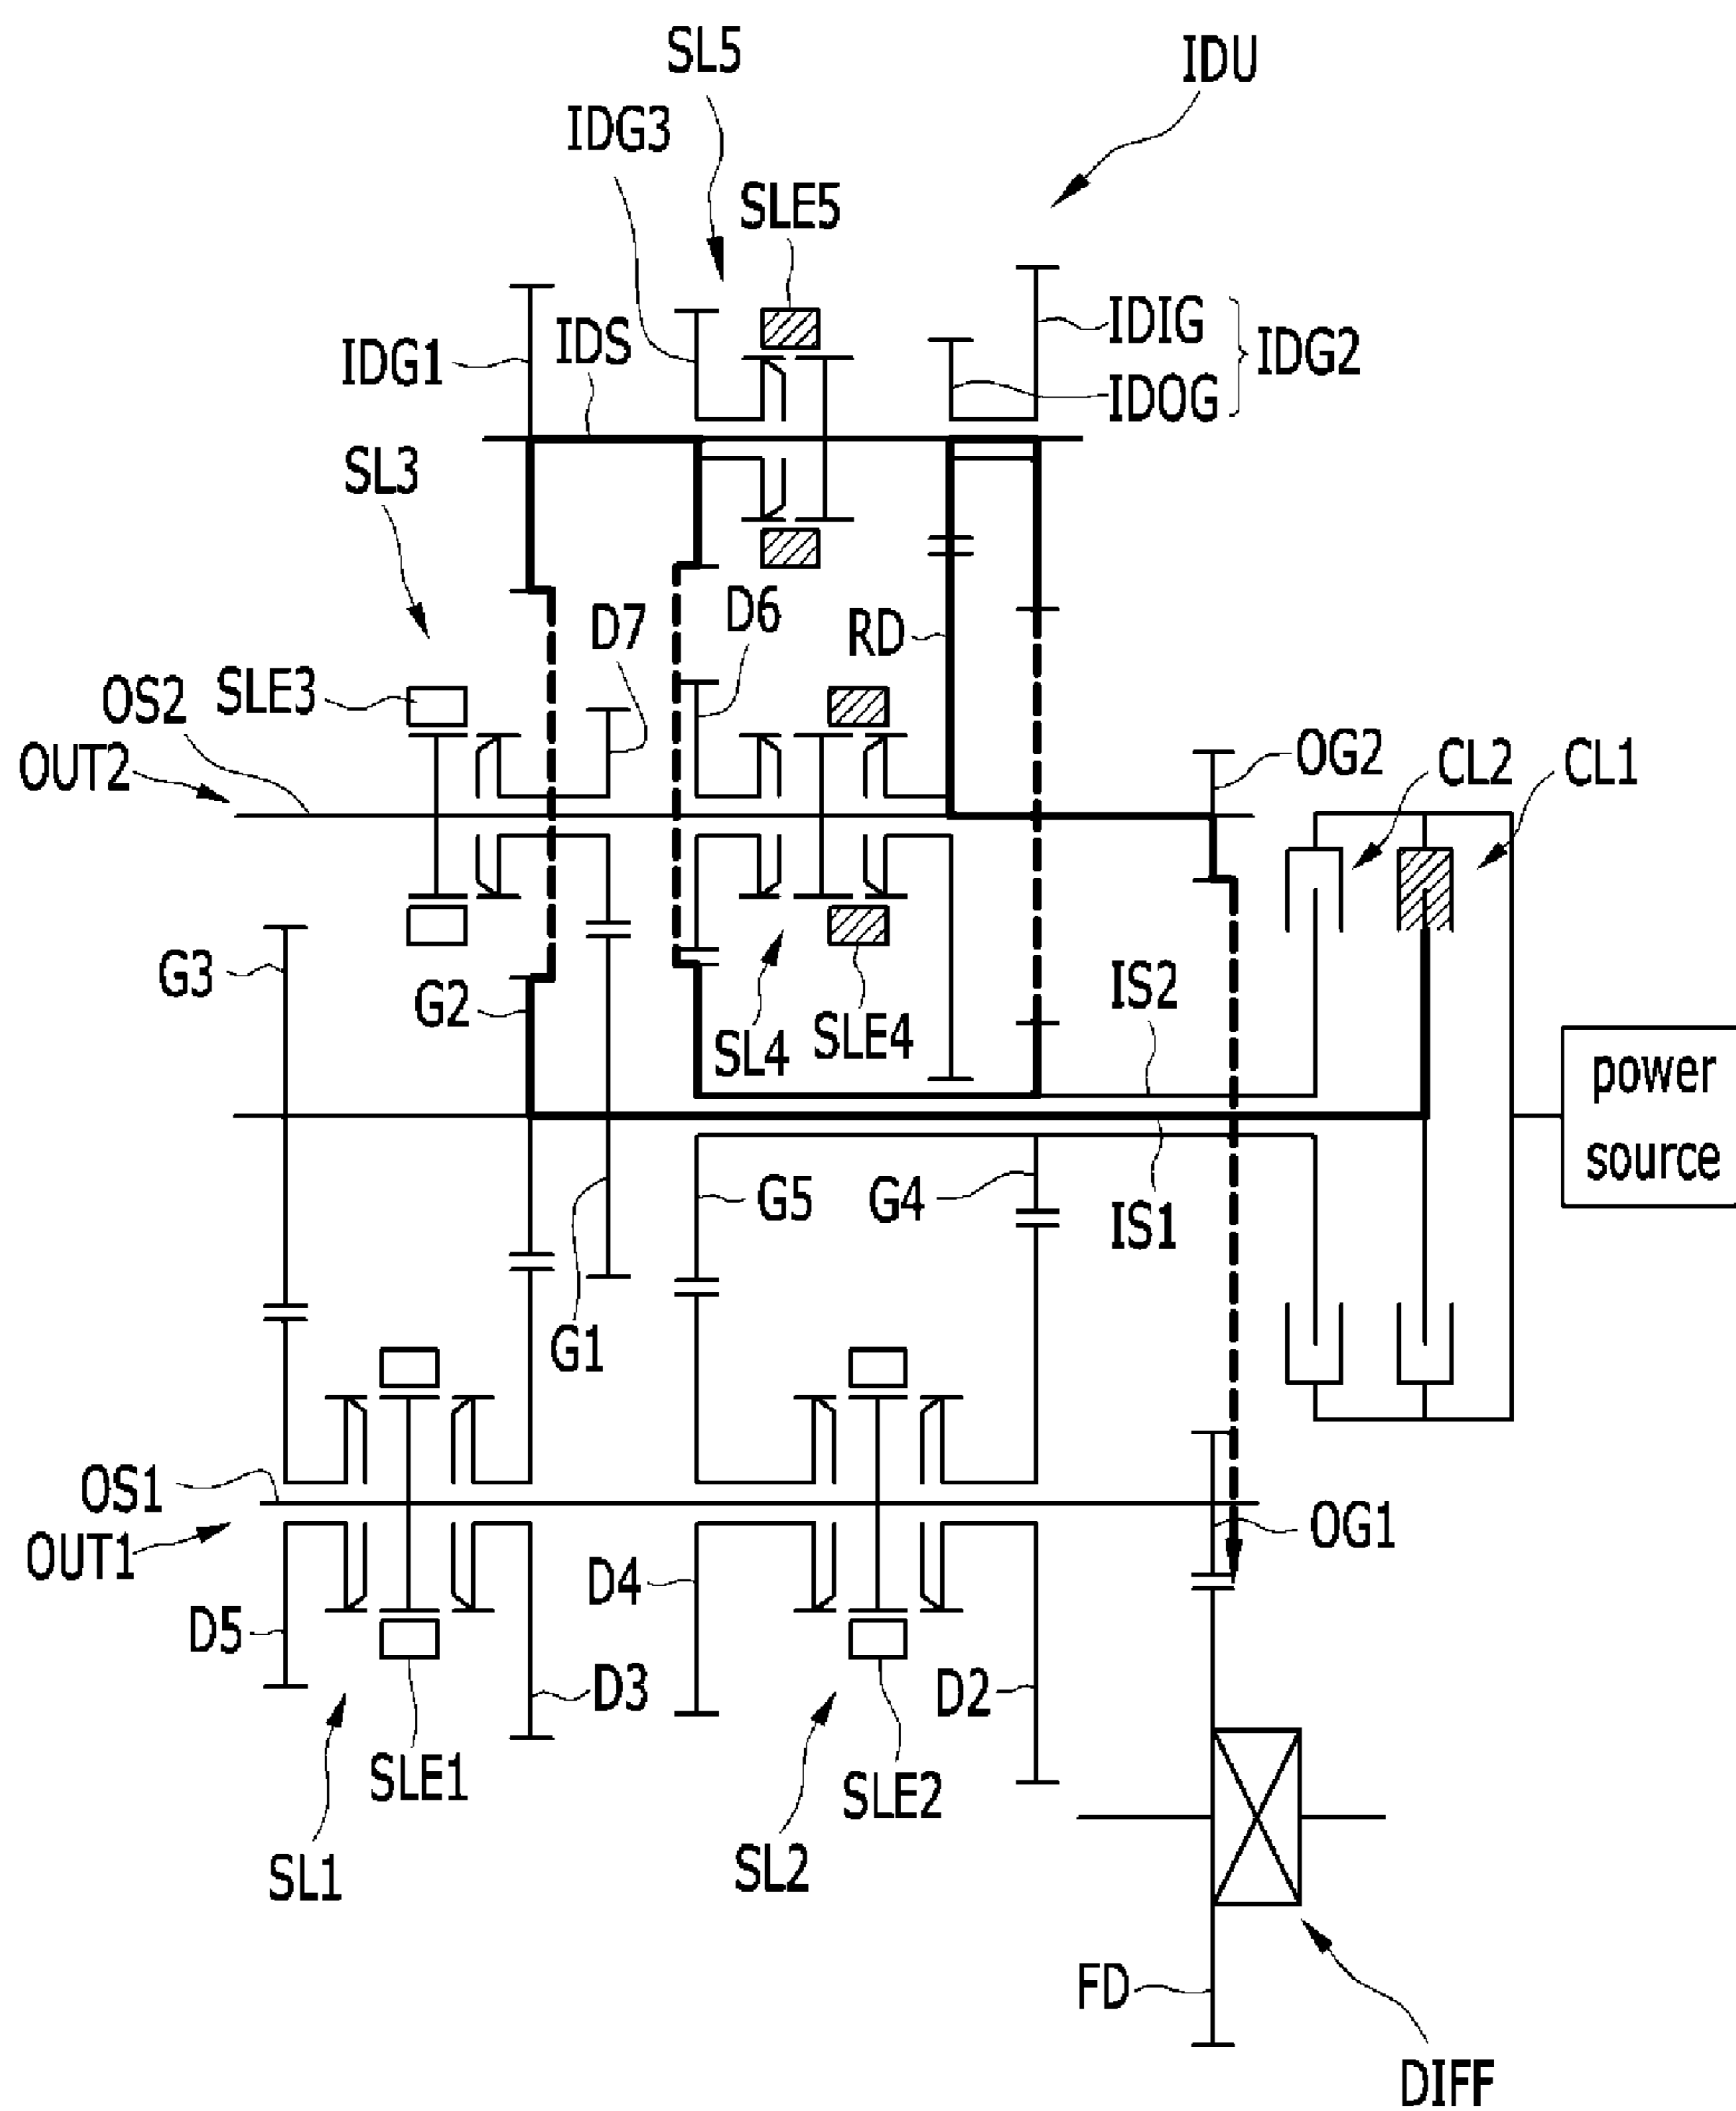 SL5
IDU
IDG3
SLE5
IDIG
IDG1
IDS
IDG2
IDOG
SL3
D7
D6
RD
SLE3
OS2
OUT2
OG2
CL2
CL1
G3
G2
IS2
SL4
SLE4
power
source
G5
G4
IS1
G1
OS1
OUT1
OG1
D4
D5
D3
D2
SLE1
SLE2
SL1
SL2
FD
DIFF